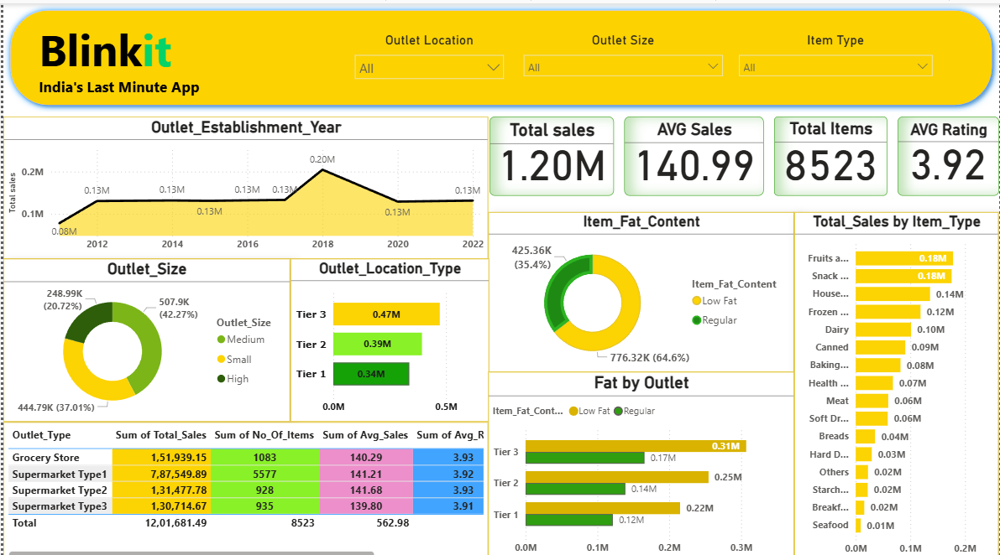 Blinkit
India's Last Minute App
Outlet Location
All
Outlet Size
All
Item Type
All
Outlet_Establishment_Year
Total sales
0.2M
0.1M
0.08M
0.13M
0.13M
0.13M
0.13M
0.13M
0.20M
0.13M
0.13M
2012
2014
2016
2018
2020
2022
Total sales
1.20M
AVG Sales
140.99
Total Items
8523
AVG Rating
3.92
Outlet_Size
248.99K
(20.72%)
507.9K
(42.27%)
444.79K (37.01%)
Outlet_Size
Medium
Small
High
Outlet_Location_Type
Tier 3
0.47M
Tier 2
0.39M
Tier 1
0.34M
0.0M
0.5M
Item_Fat_Content
425.36K
(35.4%)
776.32K (64.6%)
Item_Fat_Content
Low Fat
Regular
Fat by Outlet
Item_Fat_Cont... Low Fat Regular
Tier 3
0.31M
0.17M
Tier 2
0.25M
0.14M
Tier 1
0.22M
0.12M
0.0M 0.1M 0.2M 0.3M
Total_Sales by Item_Type
Fruits a... 0.18M
Snack ... 0.18M
House... 0.14M
Frozen ... 0.12M
Dairy 0.10M
Canned 0.09M
Baking... 0.08M
Health ... 0.07M
Meat 0.06M
Soft Dr... 0.06M
Breads 0.04M
Hard D... 0.03M
Others 0.02M
Starch... 0.02M
Breakf... 0.02M
Seafood 0.01M
0.0M 0.1M 0.2M
Outlet_Type Sum of Total_Sales Sum of No_Of_Items Sum of Avg_Sales Sum of Avg_R
Grocery Store 1,51,939.15 1083 140.29 3.93
Supermarket Type1 7,87,549.89 5577 141.21 3.92
Supermarket Type2 1,31,477.78 928 141.68 3.93
Supermarket Type3 1,30,714.67 935 139.80 3.91
Total 12,01,681.49 8523 562.98